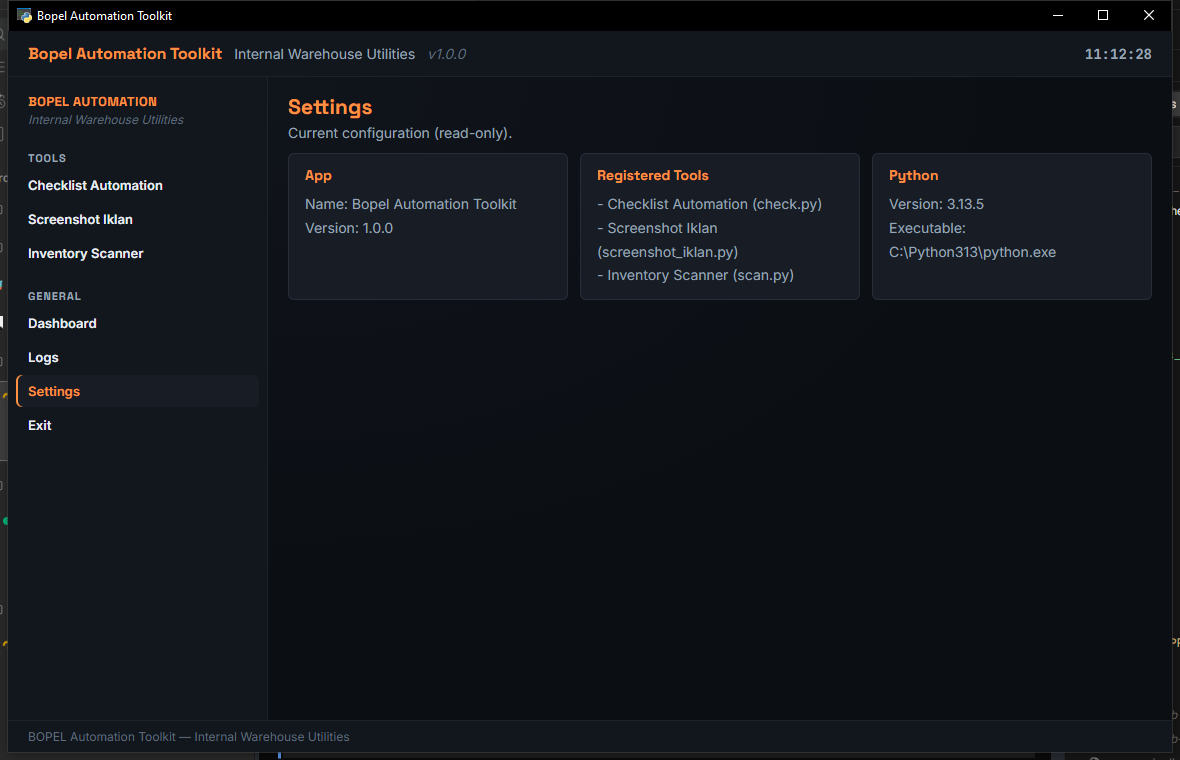 Bopel Automation Toolkit
Bopel Automation Toolkit Internal Warehouse Utilities v1.0.0 11:12:28
BOPEL AUTOMATION
Internal Warehouse Utilities
TOOLS
Checklist Automation
Screenshot Iklan
Inventory Scanner
GENERAL
Dashboard
Logs
Settings
Exit
Settings
Current configuration (read-only).
App
Name: Bopel Automation Toolkit
Version: 1.0.0
Registered Tools
- Checklist Automation (check.py)
- Screenshot Iklan
(screenshot_iklan.py)
- Inventory Scanner (scan.py)
Python
Version: 3.13.5
Executable:
C:\Python313\python.exe
BOPEL Automation Toolkit — Internal Warehouse Utilities